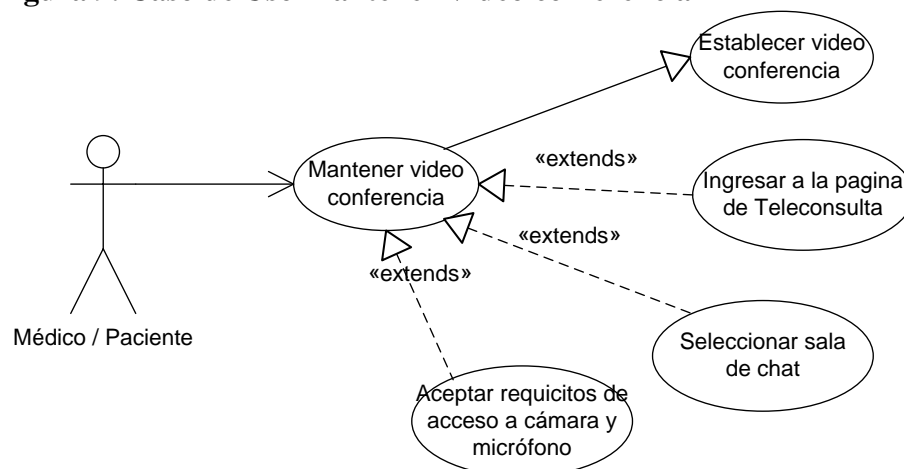 Establecer video
conferencia
Mantener video
conferencia
«extends»
Ingresar a la pagina
de Teleconsulta
«extends»
«extends»
Médico / Paciente
Seleccionar sala
de chat
Aceptar requicitos de
acceso a cámara y
micrófono